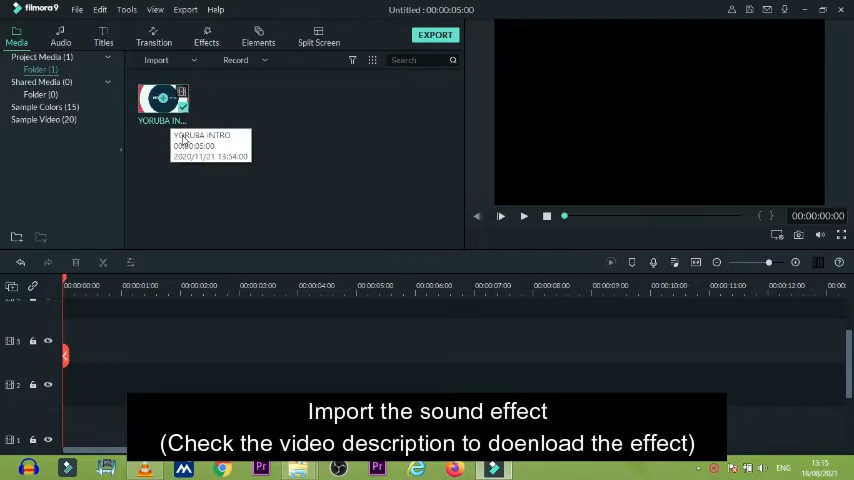 filmora9 File Edit Tools View Export Help Untitled : 00:00:05:00
Media Audio Titles Transition Effects Elements Split Screen EXPORT
Project Media (1) Import Record Search
Folder (1)
Shared Media (0)
Folder (0)
Sample Colors (15)
Sample Video (20)
YORUBA IN...
YORUBA INTRO
00:00:05:00
2020/11/21 13:54:00
00:00:00:00
00:00:00:00 00:00:01:00 00:00:02:00 00:00:03:00 00:00:04:00 00:00:05:00 00:00:06:00 00:00:07:00 00:00:08:00 00:00:09:00 00:00:10:00 00:00:11:00 00:00:12:00 00:00:
3
2
1
Import the sound effect
(Check the video description to doenload the effect)
Pr Pr ENG 13:15
18/08/2021